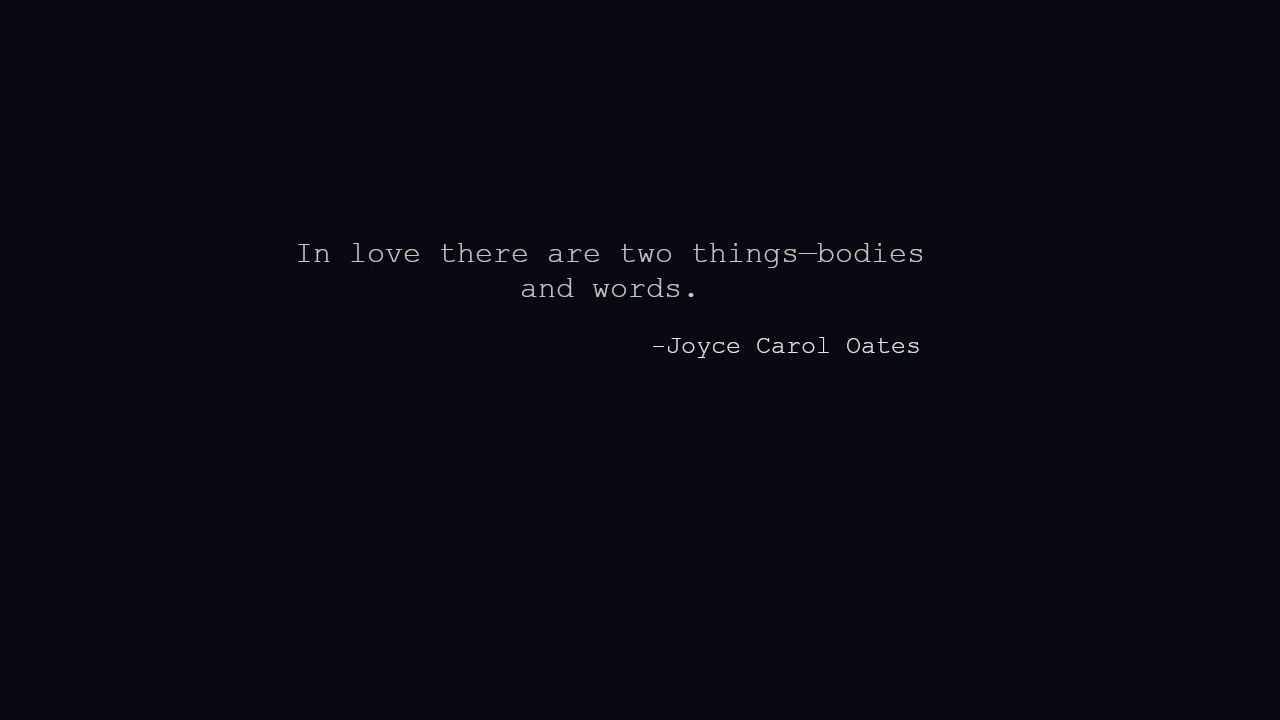 In love there are two things—bodies
and words.
-Joyce Carol Oates